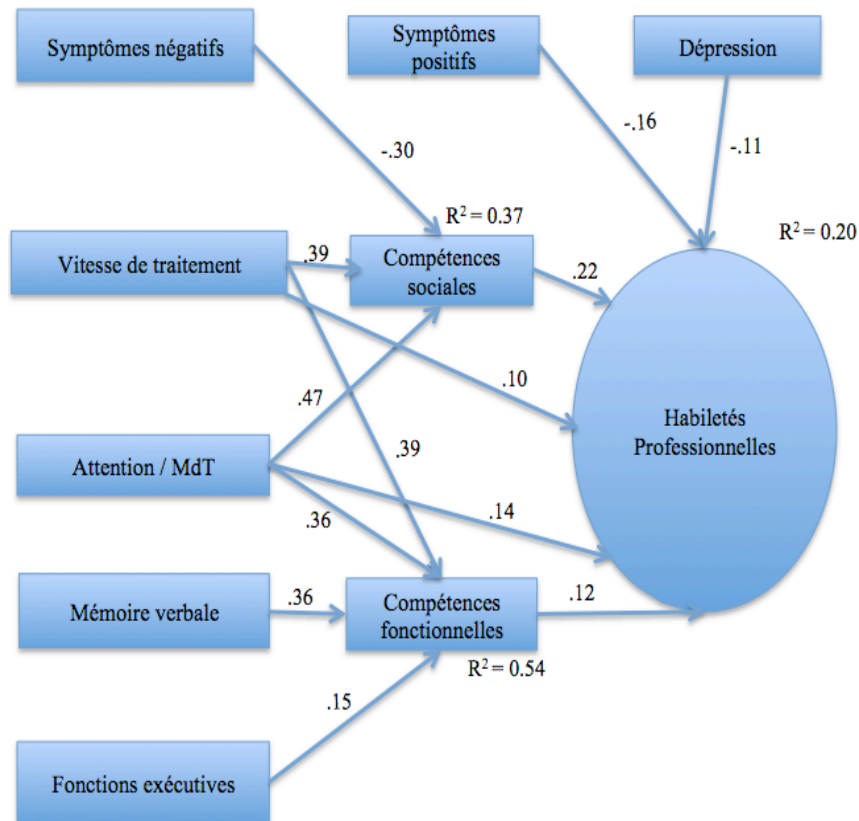 Symptômes négatifs
Symptômes
positifs
Dépression
-.30
-.16
-.11
R² = 0.37
R² = 0.20
Vitesse de traitement
.39
Compétences
sociales
.22
.10
.47
Habiletés
Professionnelles
.39
Attention / MdT
.14
.36
Mémoire verbale
.36
Compétences
fonctionnelles
.12
R² = 0.54
.15
Fonctions exécutives